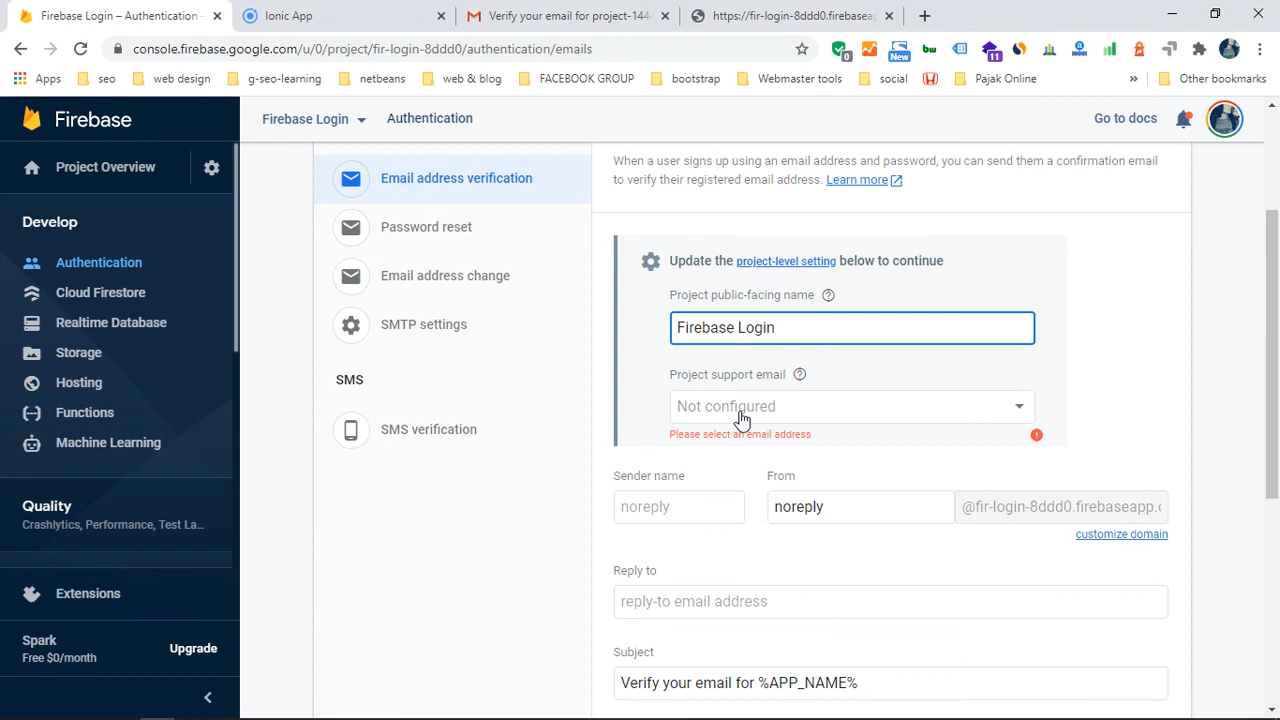 Firebase Login – Authentication -
Ionic App
Verify your email for project-144
https://fir-login-8ddd0.firebaseap
console.firebase.google.com/u/0/project/fir-login-8ddd0/authentication/emails
0
New
bw
11
Apps
seo
web design
g-seo-learning
netbeans
web & blog
FACEBOOK GROUP
bootstrap
Webmaster tools
social
Pajak Online
»
Other bookmarks
Firebase
Firebase Login
Authentication
Go to docs
Project Overview
Develop
Authentication
Cloud Firestore
Realtime Database
Storage
Hosting
Functions
Machine Learning
Quality
Crashlytics, Performance, Test La...
Extensions
Spark
Free $0/month
Upgrade
Email address verification
Password reset
Email address change
SMTP settings
SMS
SMS verification
When a user signs up using an email address and password, you can send them a confirmation email
to verify their registered email address. Learn more
Update the project-level setting below to continue
Project public-facing name
Firebase Login
Project support email
Not configured
Please select an email address
Sender name
From
noreply
noreply
@fir-login-8ddd0.firebaseapp.c
customize domain
Reply to
reply-to email address
Subject
Verify your email for %APP_NAME%